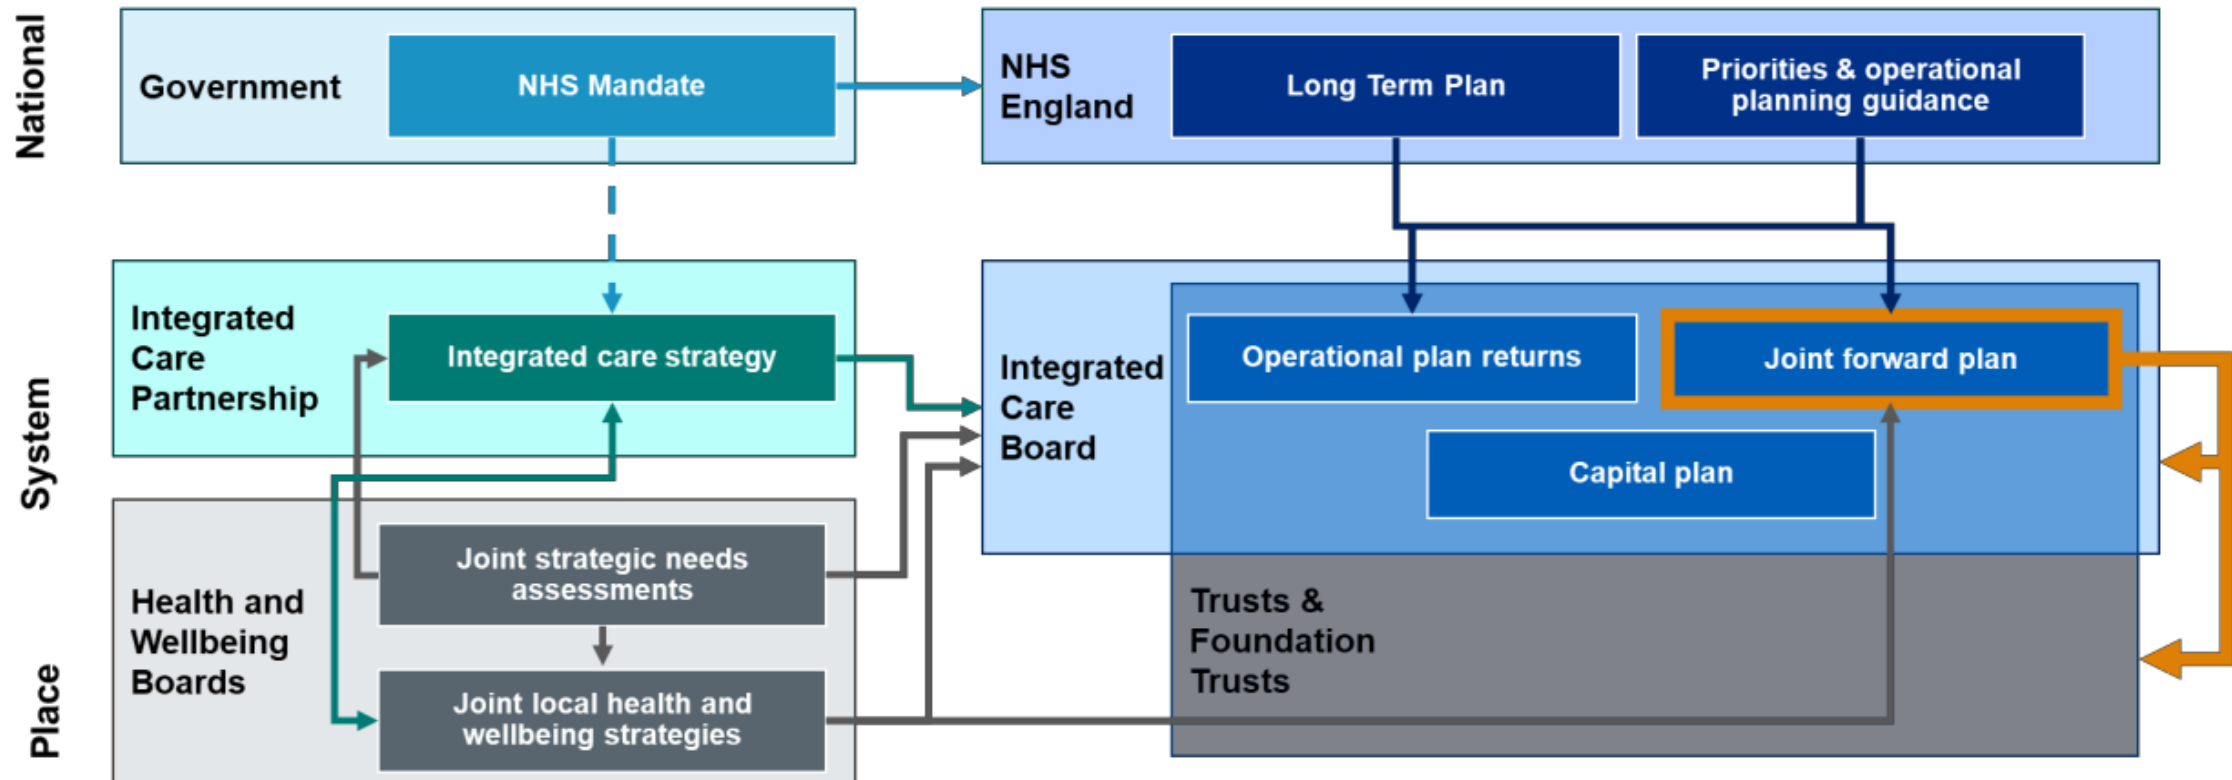 National
Government
NHS Mandate
NHS
England
Long Term Plan
Priorities & operational
planning guidance
System
Integrated
Care
Partnership
Integrated care strategy
Integrated
Care
Board
Operational plan returns
Joint forward plan
Capital plan
Place
Health and
Wellbeing
Boards
Joint strategic needs
assessments
Joint local health and
wellbeing strategies
Trusts &
Foundation
Trusts